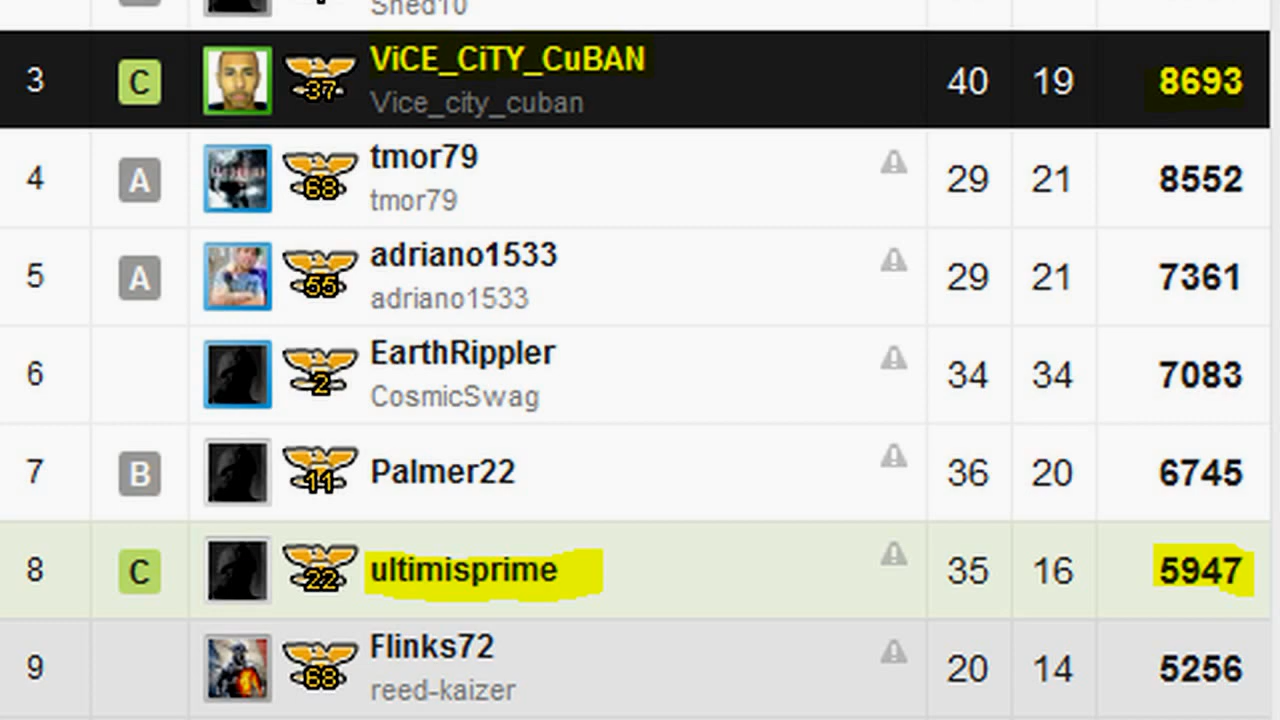 Shed10
3 C 37 ViCE_CiTY_CuBAN 40 19 8693
Vice_city_cuban
4 A 68 tmor79 29 21 8552
tmor79
5 A 55 adriano1533 29 21 7361
adriano1533
6 2 EarthRippler 34 34 7083
CosmicSwag
7 B 11 Palmer22 36 20 6745
8 C 22 ultimisprime 35 16 5947
9 68 Flinks72 20 14 5256
reed-kaizer